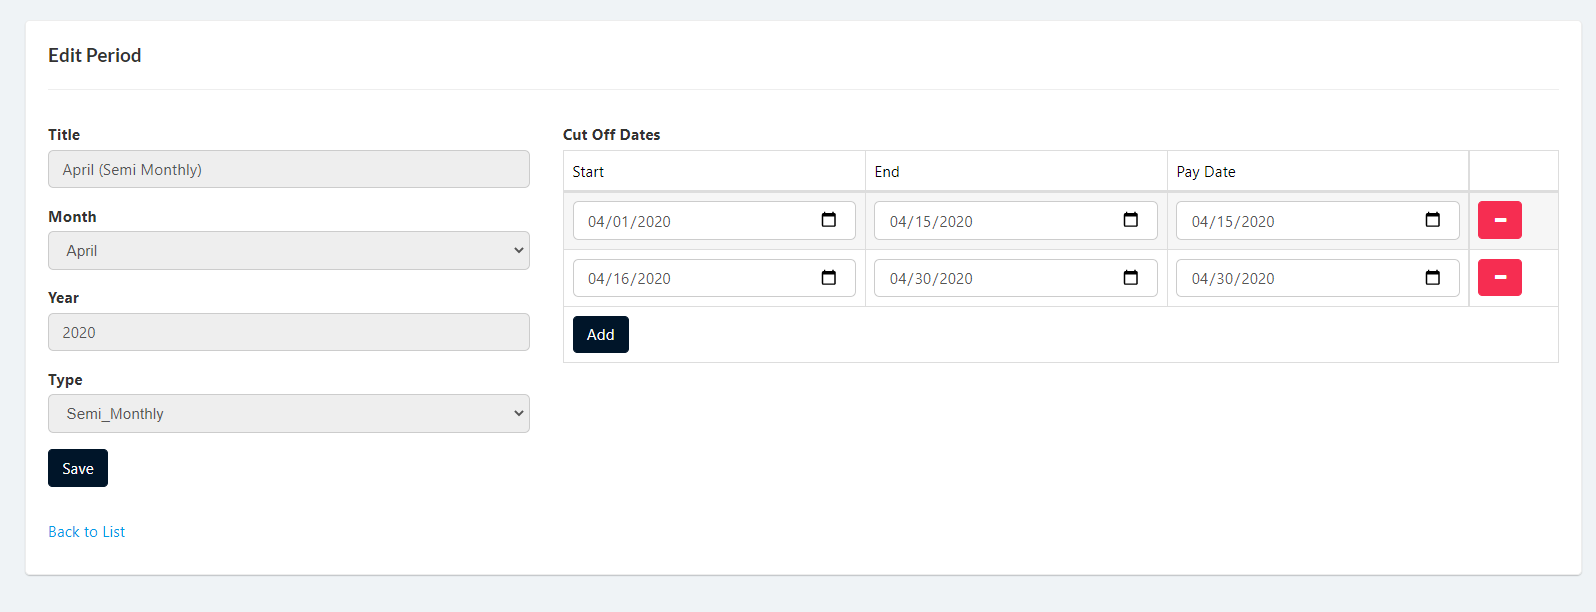 Edit Period
Title
April (Semi Monthly)
Month
April
Year
2020
Type
Semi_Monthly
Save
Back to List
Cut Off Dates
Start End Pay Date
04/01/2020 04/15/2020 04/15/2020
04/16/2020 04/30/2020 04/30/2020
Add